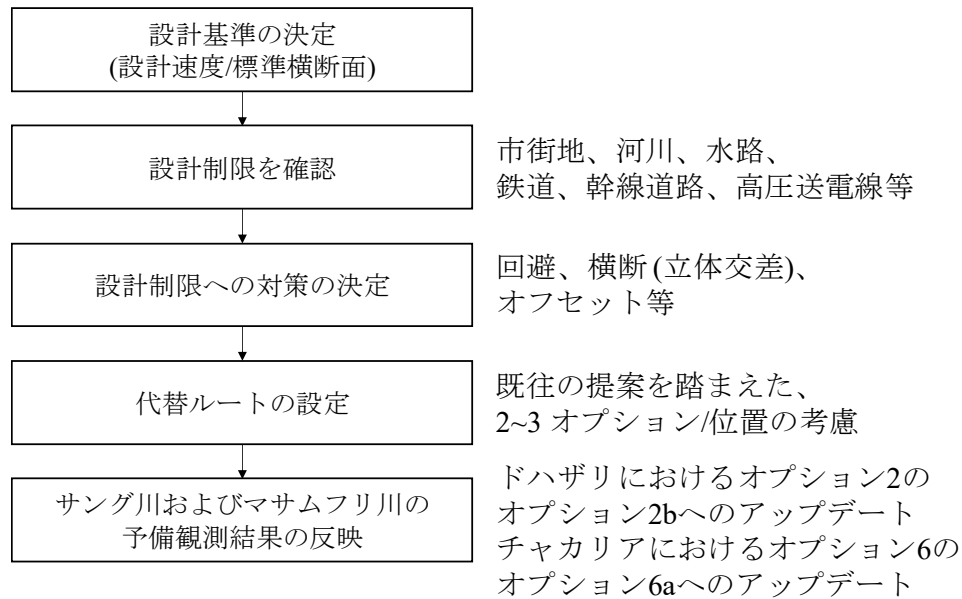 設計基準の決定
(設計速度/標準横断面)
設計制限を確認
市街地、河川、水路、
鉄道、幹線道路、高圧送電線等
設計制限への対策の決定
回避、横断(立体交差)、
オフセット等
代替ルートの設定
既往の提案を踏まえた、
2~3 オプション/位置の考慮
サング川およびマサムフリ川の
予備観測結果の反映
ドハザリにおけるオプション2の
オプション2bへのアップデート
チャカリアにおけるオプション6の
オプション6aへのアップデート